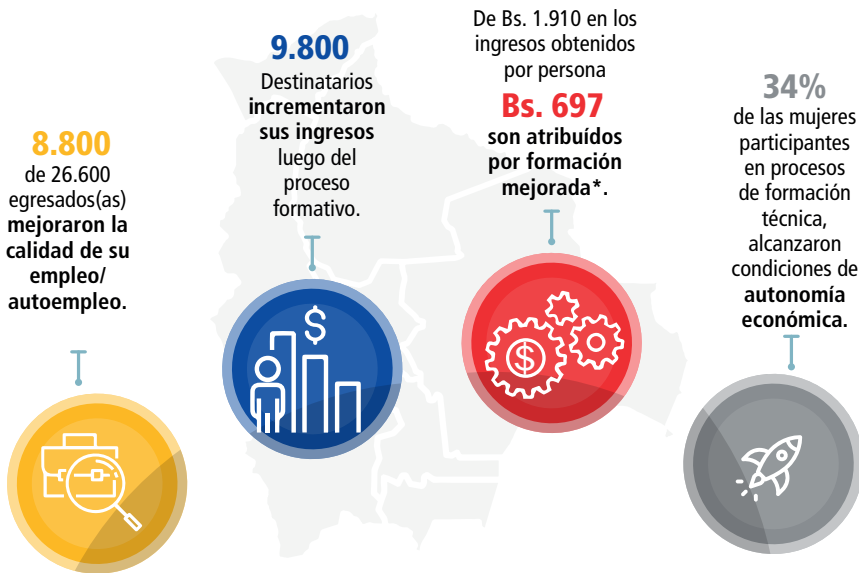 8.800
de 26.600
egresados(as)
mejoraron la
calidad de su
empleo/
autoempleo.
9.800
Destinatarios
incrementaron
sus ingresos
luego del
proceso
formativo.
De Bs. 1.910 en los
ingresos obtenidos
por persona
Bs. 697
son atribuídos
por formación
mejorada*.
34%
de las mujeres
participantes
en procesos
de formación
técnica,
alcanzaron
condiciones de
autonomía
económica.
$
$